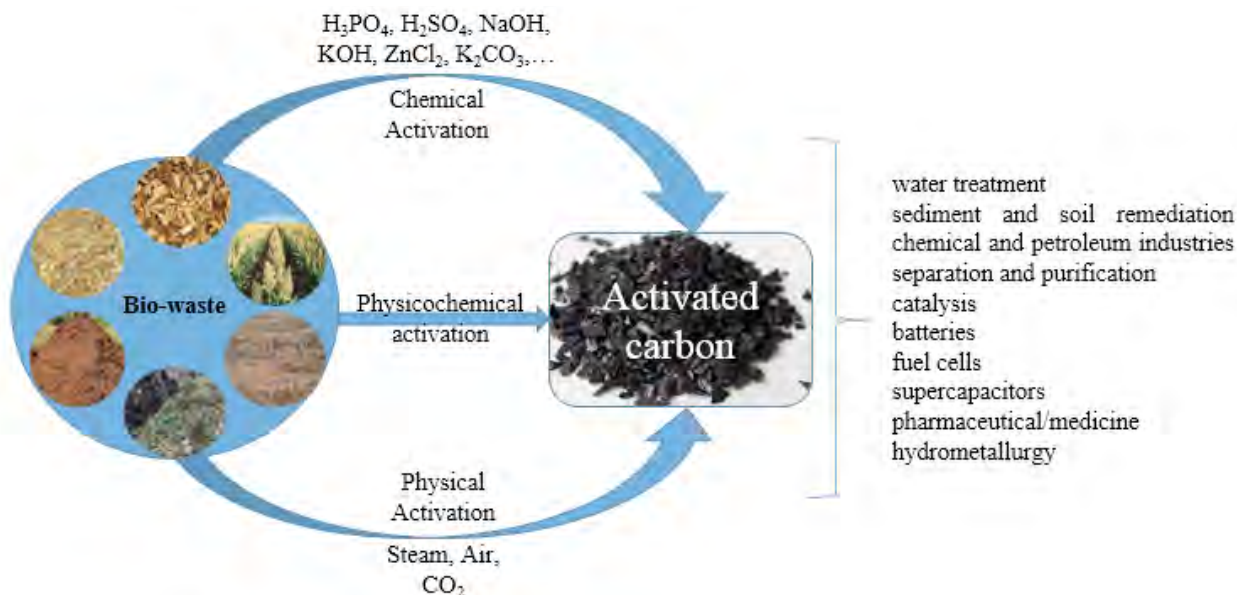 H₃PO₄, H₂SO₄, NaOH,
KOH, ZnCl₂, K₂CO₃,…
Chemical
Activation
Bio-waste
Physicochemical
activation
Activated
carbon
Physical
Activation
Steam, Air,
CO₂
water treatment
sediment and soil remediation
chemical and petroleum industries
separation and purification
catalysis
batteries
fuel cells
supercapacitors
pharmaceutical/medicine
hydrometallurgy